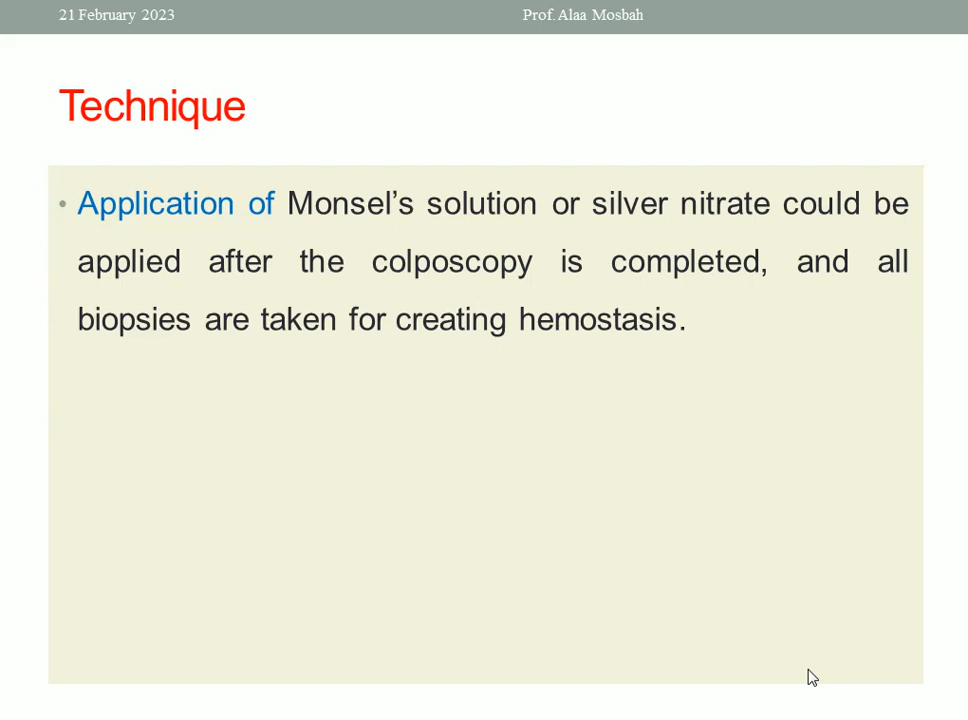 21 February 2023 Prof. Alaa Mosbah
Technique
• Application of Monsel’s solution or silver nitrate could be
applied after the colposcopy is completed, and all
biopsies are taken for creating hemostasis.